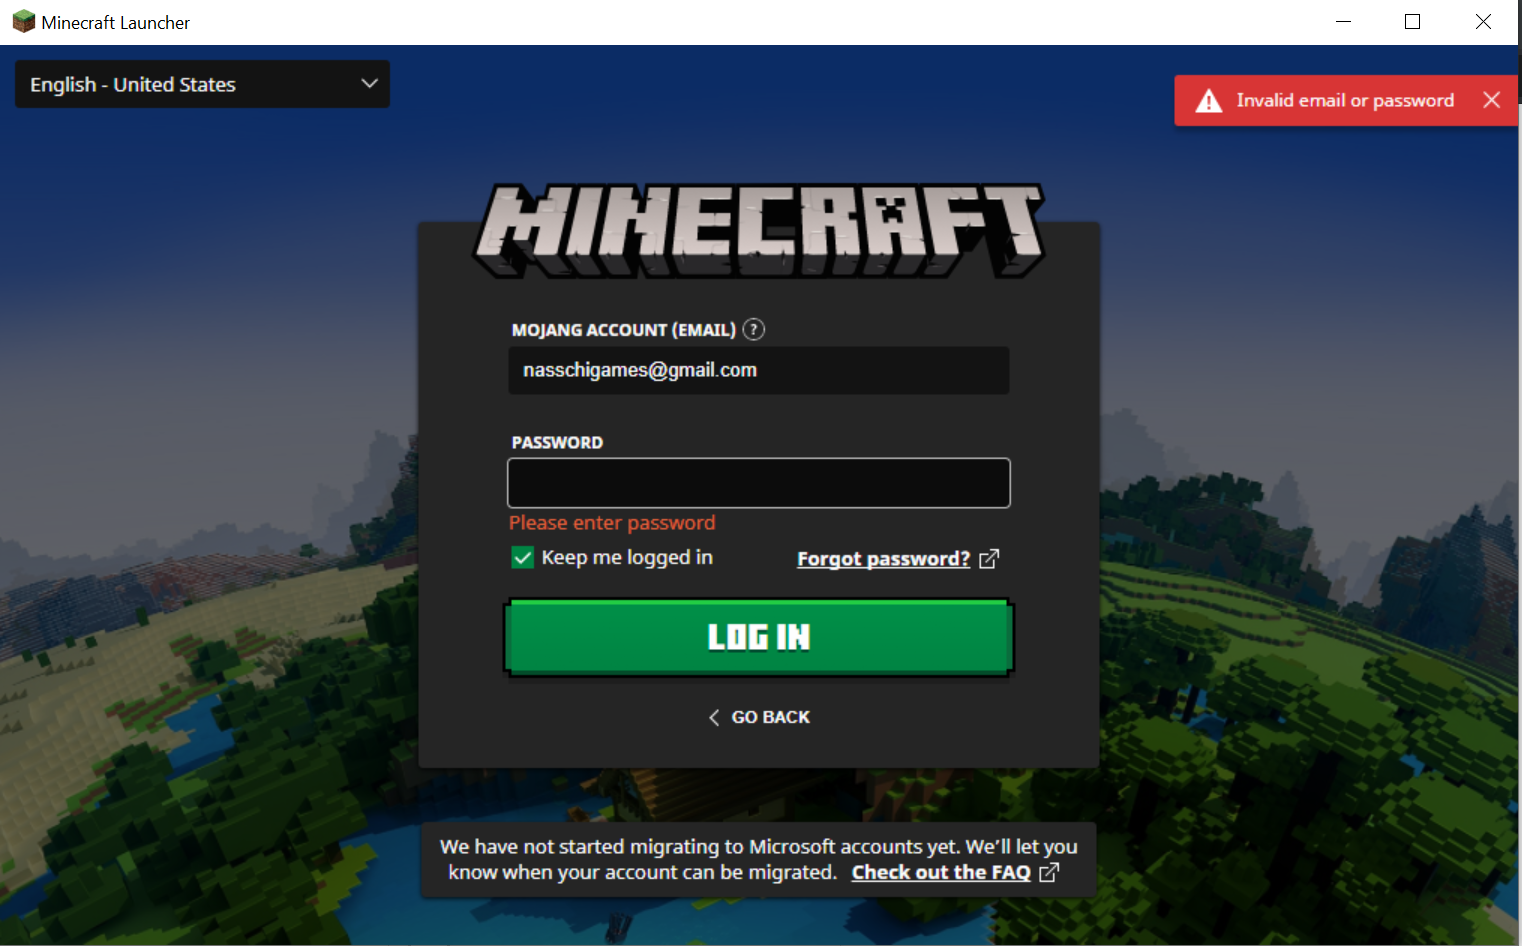 Minecraft Launcher
English - United States
Invalid email or password
MINECRAFT
MOJANG ACCOUNT (EMAIL) ?
nasschigames@gmail.com
PASSWORD
Please enter password
Keep me logged in
Forgot password?
LOG IN
GO BACK
We have not started migrating to Microsoft accounts yet. We'll let you
know when your account can be migrated. Check out the FAQ